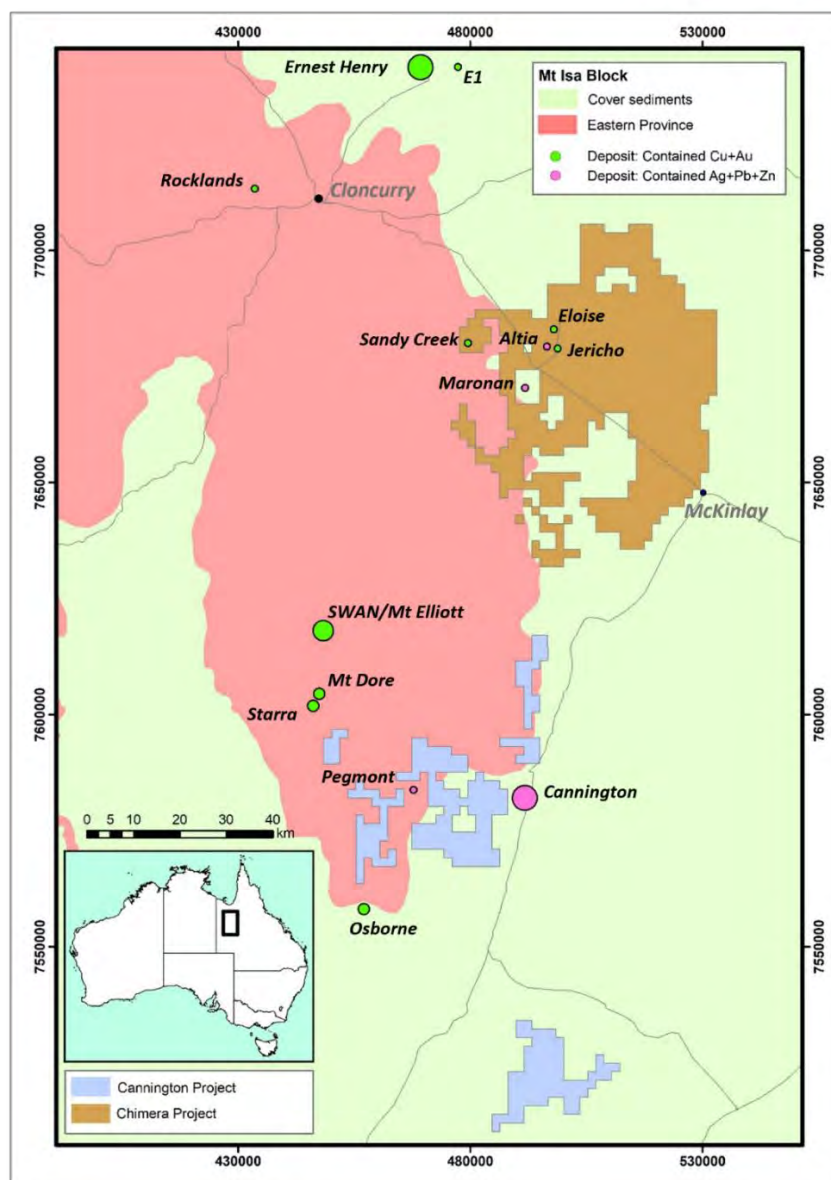 430000
480000
530000
Ernest Henry
E1
Mt Isa Block
Cover sediments
Eastern Province
Deposit: Contained Cu+Au
Deposit: Contained Ag+Pb+Zn
Rocklands
Cloncurry
7700000
7700000
Eloise
Sandy Creek
Altia
Jericho
Maronan
7650000
7650000
McKinlay
SWAN/Mt Elliott
Mt Dore
Starra
7600000
7600000
Pegmont
Cannington
0 5 10 20 30 40
km
Osborne
7550000
7550000
Cannington Project
Chimera Project
430000
480000
530000